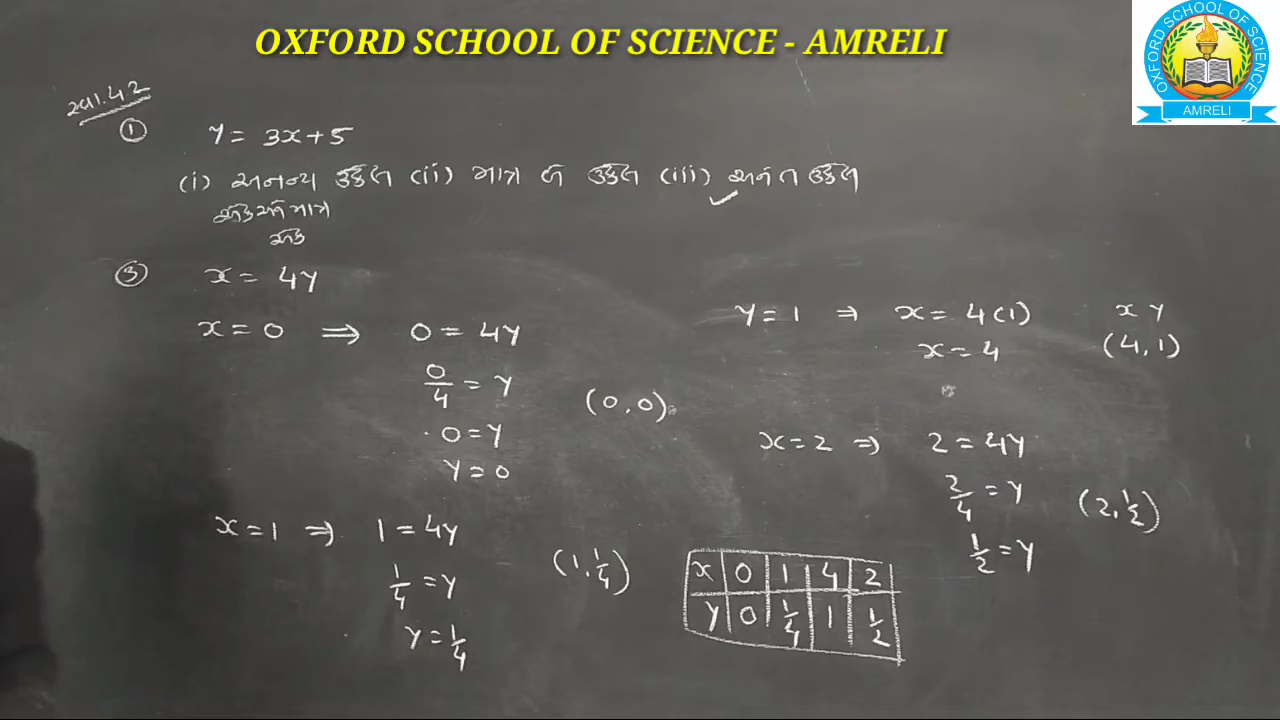 OXFORD SCHOOL OF SCIENCE - AMRELI
OXFORD SCHOOL OF SCIENCE
AMRELI
સ્વા. 4.2
① y = 3x + 5
(i) અનન્ય ઉકેલ (ii) માત્ર બે ઉકેલ (iii) અનંત ઉકેલ
એક અને માત્ર
એક
③ x = 4y
x = 0 ⇒ 0 = 4y
0/4 = y
0 = y (0, 0)
y = 0
x = 1 ⇒ 1 = 4y
1/4 = y (1, 1/4)
y = 1/4
y = 1 ⇒ x = 4(1) x y
x = 4 (4, 1)
x = 2 ⇒ 2 = 4y
2/4 = y (2, 1/2)
1/2 = y
x 0 1 4 2
y 0 1/4 1 1/2